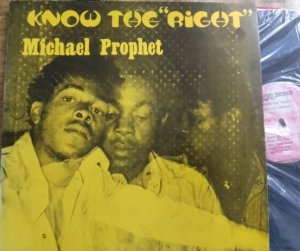 KNOW THE "RIGHT"
Michael Prophet